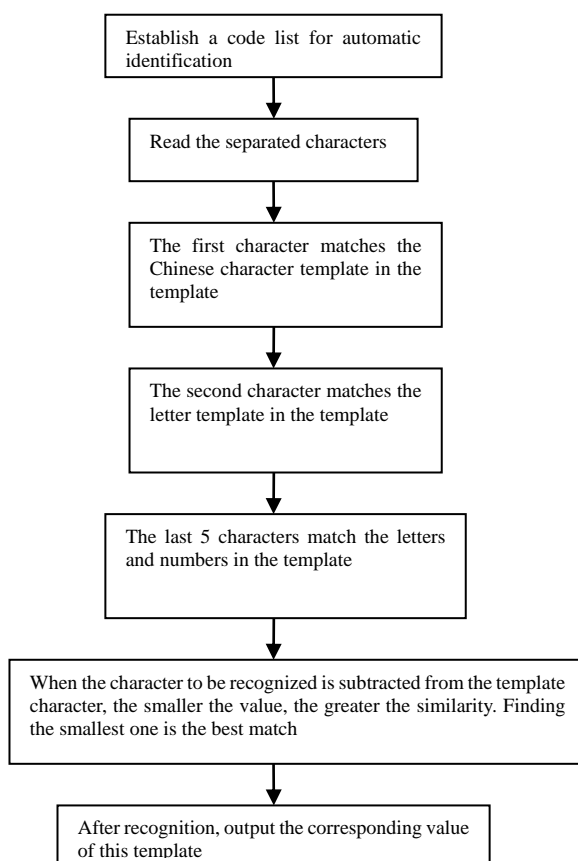 Establish a code list for automatic
identification
Read the separated characters
The first character matches the
Chinese character template in the
template
The second character matches the
letter template in the template
The last 5 characters match the letters
and numbers in the template
When the character to be recognized is subtracted from the template
character, the smaller the value, the greater the similarity. Finding
the smallest one is the best match
After recognition, output the corresponding value
of this template